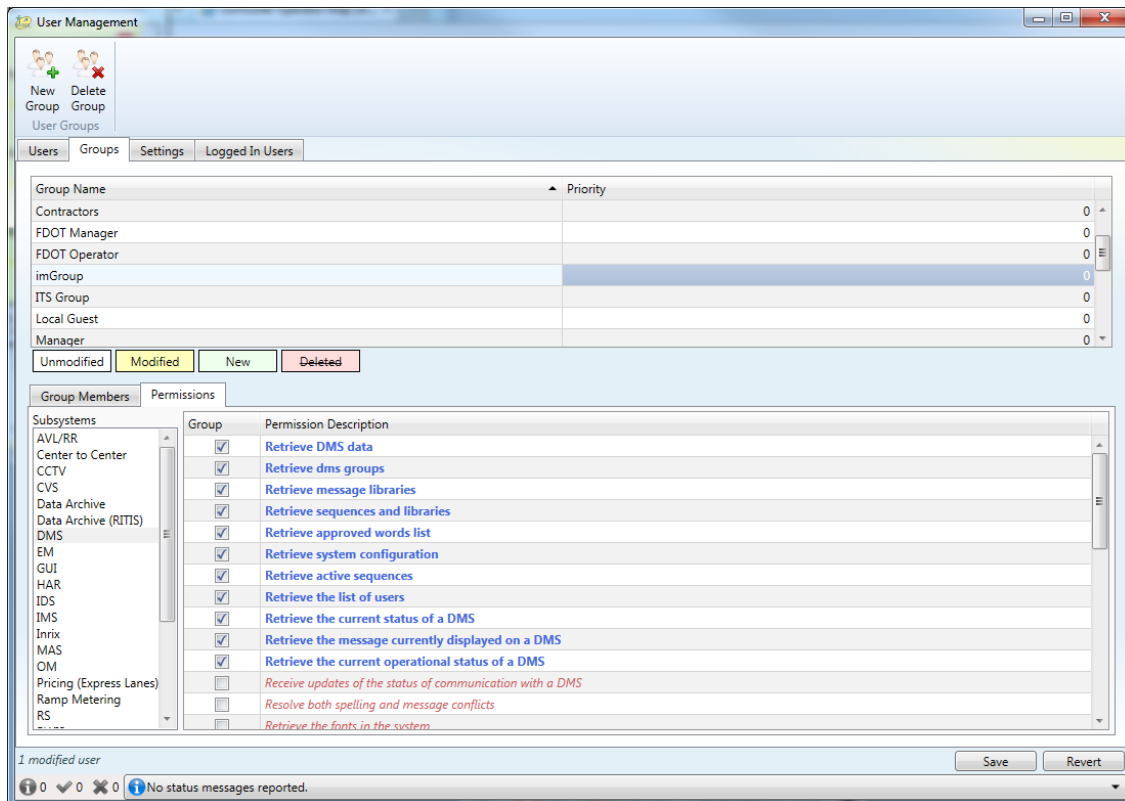 User Management
New Group
Delete Group
User Groups
Users Groups Settings Logged In Users
Group Name Priority
Contractors 0
FDOT Manager 0
FDOT Operator 0
imGroup 0
ITS Group 0
Local Guest 0
Manager 0
Unmodified Modified New Deleted
Group Members Permissions
Subsystems
AVL/RR
Center to Center
CCTV
CVS
Data Archive
Data Archive (RITIS)
DMS
EM
GUI
HAR
IDS
IMS
Inrix
MAS
OM
Pricing (Express Lanes)
Ramp Metering
RS
Group Permission Description
Retrieve DMS data
Retrieve dms groups
Retrieve message libraries
Retrieve sequences and libraries
Retrieve approved words list
Retrieve system configuration
Retrieve active sequences
Retrieve the list of users
Retrieve the current status of a DMS
Retrieve the message currently displayed on a DMS
Retrieve the current operational status of a DMS
Receive updates of the status of communication with a DMS
Resolve both spelling and message conflicts
Retrieve the fonts in the system
1 modified user
Save Revert
0 0 0 No status messages reported.